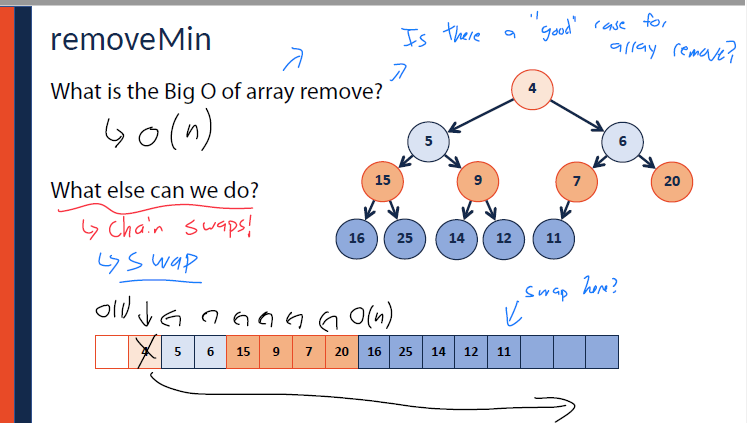 removeMin
Is there a "good" case for
array remove?
What is the Big O of array remove?
↳ O(n)
What else can we do?
↳ Chain swaps!
↳ Swap
4
5 6
15 9 7 20
16 25 14 12 11
swap here?
O(1) O(n)
4 5 6 15 9 7 20 16 25 14 12 11